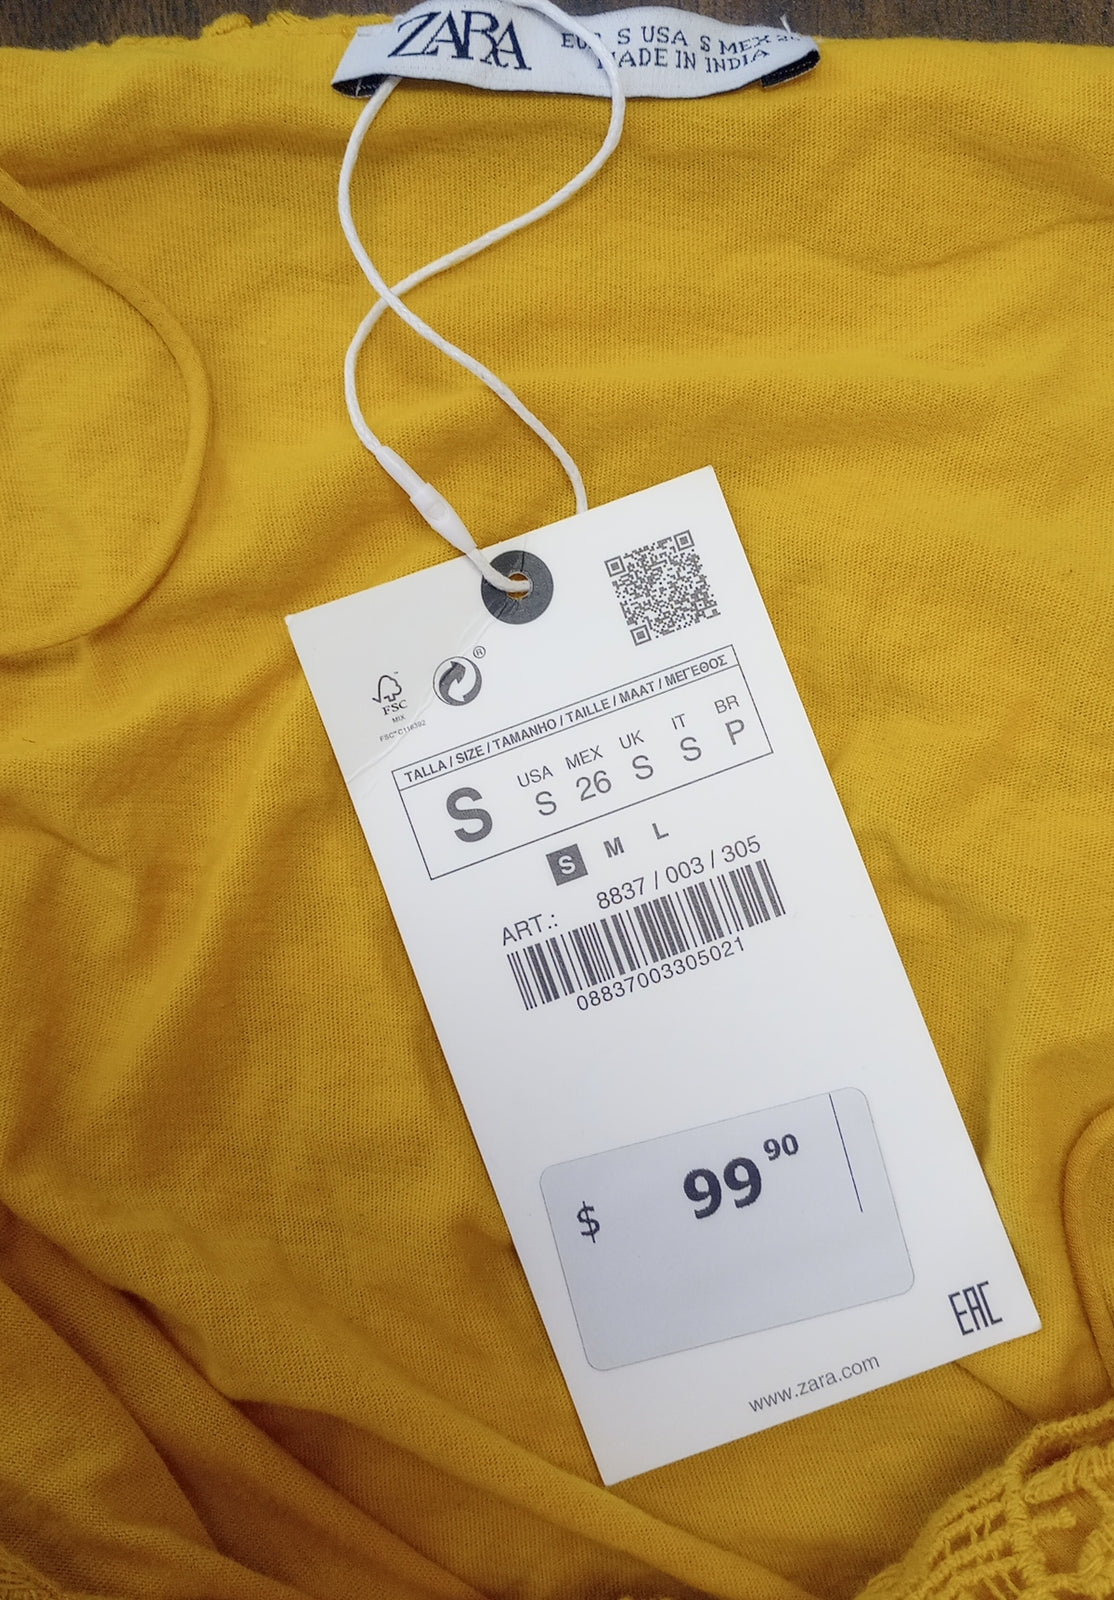 ZARA
EUR S USA S MEX 26
MADE IN INDIA
FSC
MIX
®
TALLA / SIZE / TAMANHO / TAILLE / MAAT / ΜΕΓΕΘΟΣ
S
USA MEX UK IT BR
S 26 S S P
S M L
ART.: 8837 / 003 / 305
08837003305021
$ 99 90
EAC
www.zara.com